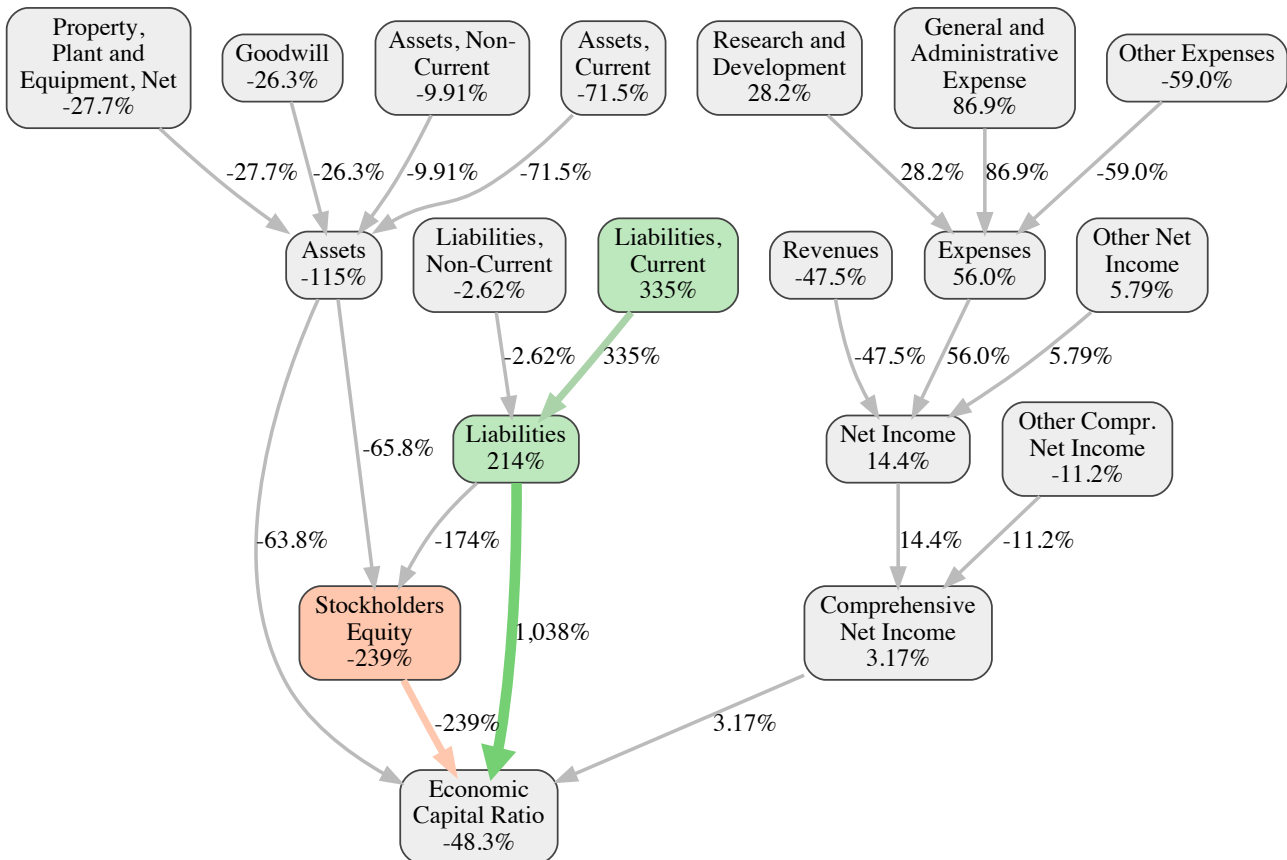 Property,
Plant and
Equipment, Net
-27.7%
Goodwill
-26.3%
Assets, Non-
Current
-9.91%
Assets,
Current
-71.5%
Research and
Development
28.2%
General and
Administrative
Expense
86.9%
Other Expenses
-59.0%
-27.7%
-26.3%
-9.91%
-71.5%
28.2%
86.9%
-59.0%
Assets
-115%
Liabilities,
Non-Current
-2.62%
Liabilities,
Current
335%
Revenues
-47.5%
Expenses
56.0%
Other Net
Income
5.79%
-2.62%
335%
-47.5%
56.0%
5.79%
Liabilities
214%
Net Income
14.4%
Other Compr.
Net Income
-11.2%
-65.8%
-63.8%
-174%
14.4%
-11.2%
Stockholders
Equity
-239%
1,038%
Comprehensive
Net Income
3.17%
-239%
3.17%
Economic
Capital Ratio
-48.3%